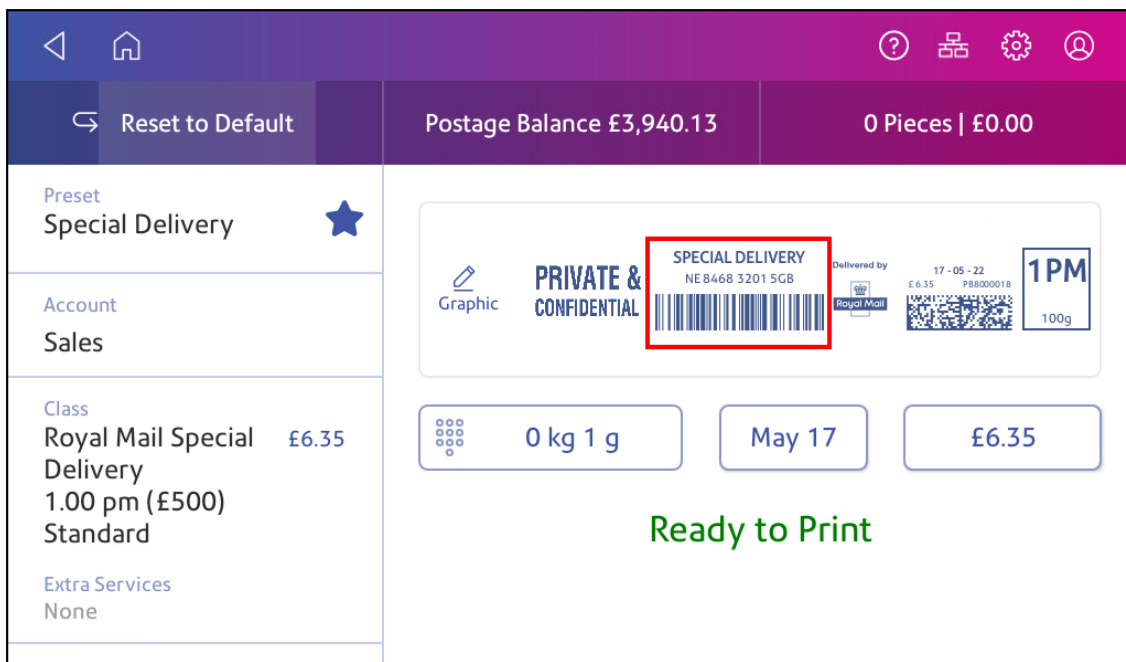 Reset to Default
Postage Balance £3,940.13
0 Pieces | £0.00
Preset
Special Delivery
Account
Sales
Class
Royal Mail Special £6.35
Delivery
1.00 pm (£500)
Standard
Extra Services
None
Graphic
PRIVATE &
CONFIDENTIAL
SPECIAL DELIVERY
NE 8468 3201 5GB
Delivered by
Royal Mail
17 - 05 - 22
£ 6.35 PB8000018
1PM
100g
0 kg 1 g
May 17
£6.35
Ready to Print